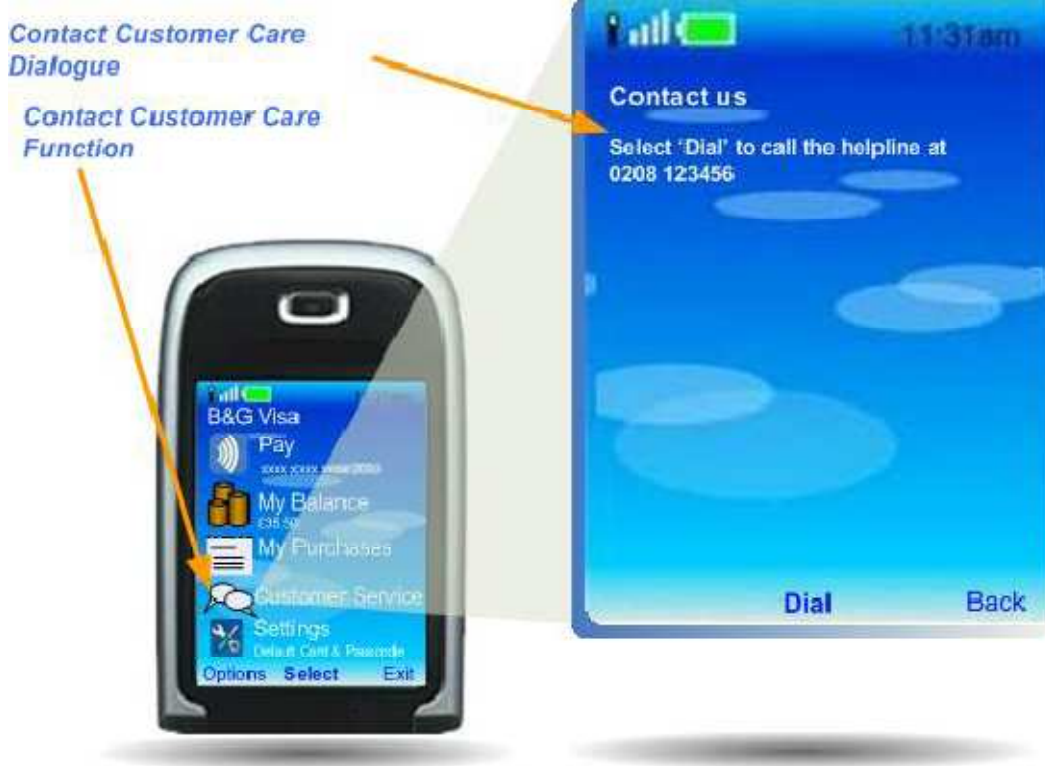 Contact Customer Care
Dialogue
Contact Customer Care
Function
11:31am
Contact us
Select 'Dial' to call the helpline at
0208 123456
Dial
Back
B&G Visa
Pay
My Balance
£35.50
My Purchases
Customer Service
Settings
Default Card & Passcode
Options Select Exit